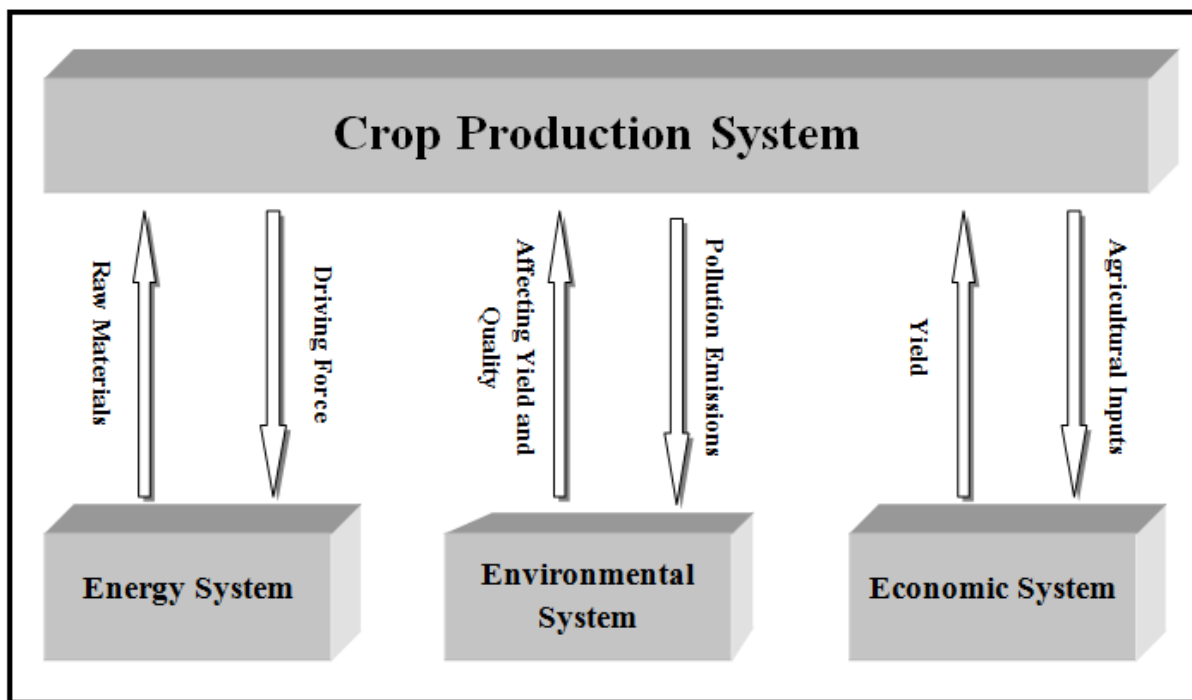 Crop Production System
Raw Materials
Driving Force
Affecting Yield and
Quality
Pollution Emissions
Yield
Agricultural Inputs
Energy System
Environmental
System
Economic System